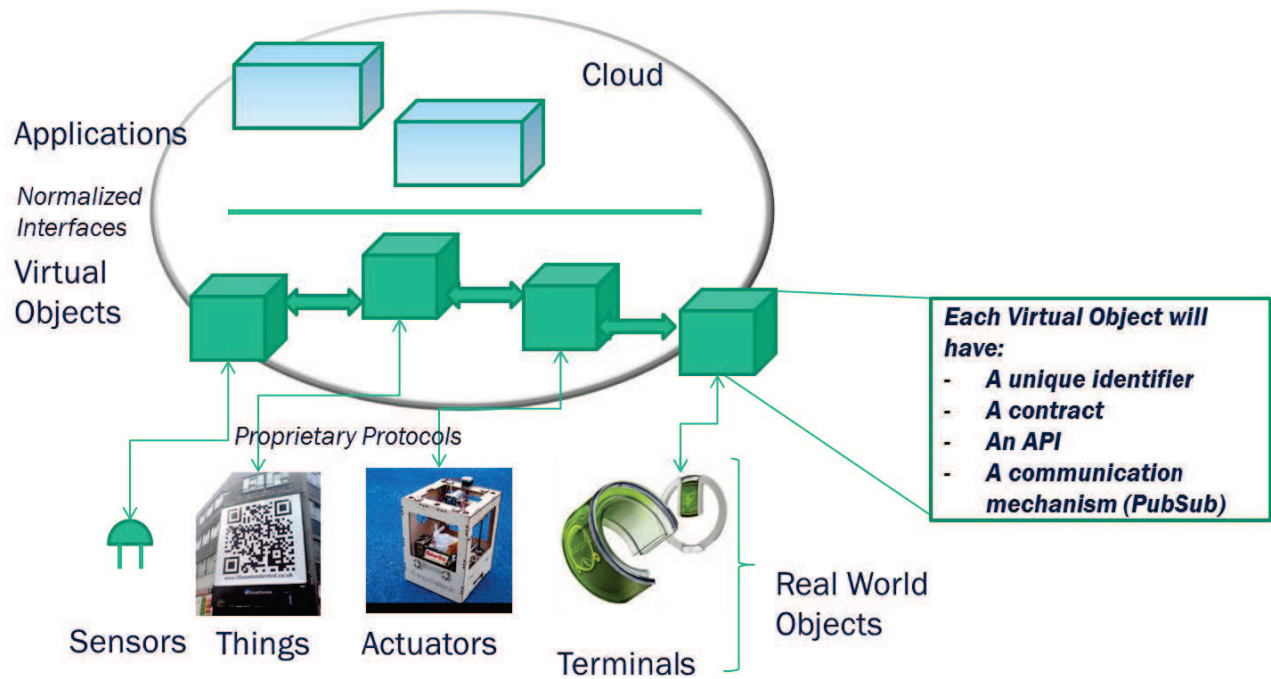 Cloud
Applications
Normalized
Interfaces
Virtual
Objects
Each Virtual Object will
have:
- A unique identifier
- A contract
- An API
- A communication
mechanism (PubSub)
Proprietary Protocols
Sensors
Things
Actuators
Terminals
Real World
Objects